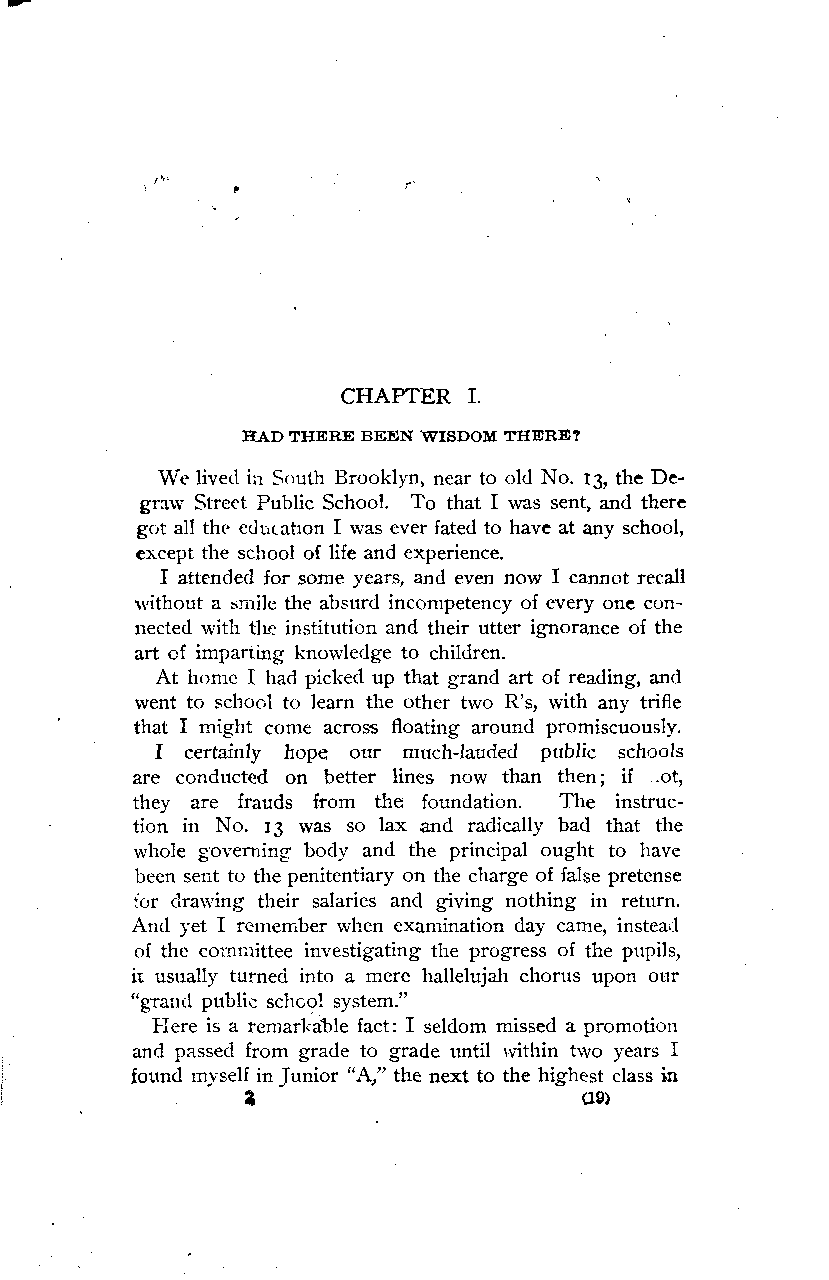 CHAPTER I.
HAD THERE BEEN WISDOM THERE?
We lived in South Brooklyn, near to old No. 13, the De-
graw Street Public School. To that I was sent, and there
got all the education I was ever fated to have at any school,
except the school of life and experience.
I attended for some years, and even now I cannot recall
without a smile the absurd incompetency of every one con-
nected with the institution and their utter ignorance of the
art of imparting knowledge to children.
At home I had picked up that grand art of reading, and
went to school to learn the other two R's, with any trifle
that I might come across floating around promiscuously.
I certainly hope our much-lauded public schools
are conducted on better lines now than then; if ..ot,
they are frauds from the foundation. The instruc-
tion in No. 13 was so lax and radically bad that the
whole governing body and the principal ought to have
been sent to the penitentiary on the charge of false pretense
for drawing their salaries and giving nothing in return.
And yet I remember when examination day came, instead
of the committee investigating the progress of the pupils,
it usually turned into a mere hallelujah chorus upon our
"grand public school system."
Here is a remarkable fact: I seldom missed a promotion
and passed from grade to grade until within two years I
found myself in Junior "A," the next to the highest class in
2 (19)